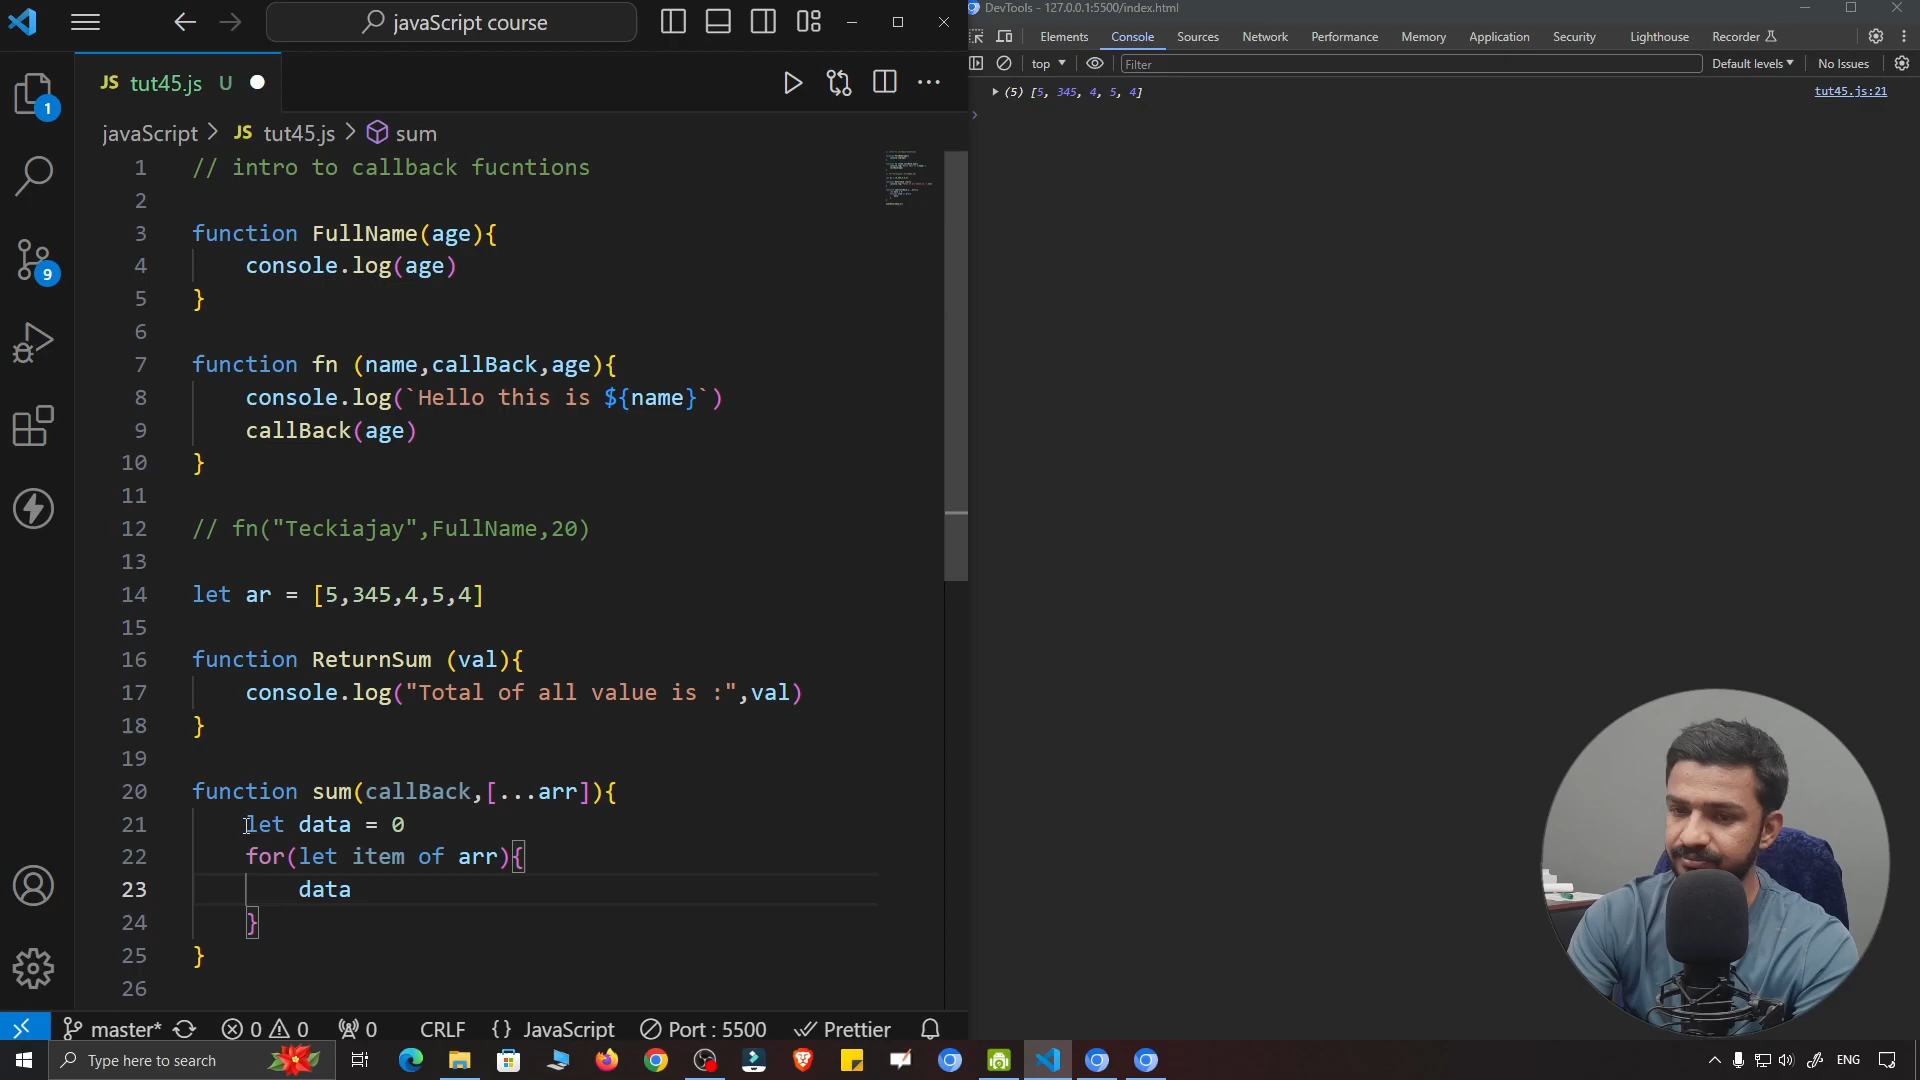 javaScript course
DevTools - 127.0.0.1:5500/index.html
Elements Console Sources Network Performance Memory Application Security Lighthouse Recorder
top Filter Default levels No Issues
(5) [5, 345, 4, 5, 4] tut45.js:21
JS tut45.js U
javaScript > JS tut45.js > sum
1 // intro to callback fucntions
2
3 function FullName(age){
4 console.log(age)
5 }
6
7 function fn (name,callBack,age){
8 console.log(`Hello this is ${name}`)
9 callBack(age)
10 }
11
12 // fn("Teckiajay",FullName,20)
13
14 let ar = [5,345,4,5,4]
15
16 function ReturnSum (val){
17 console.log("Total of all value is :",val)
18 }
19
20 function sum(callBack,[...arr]){
21 let data = 0
22 for(let item of arr){
23 data
24 }
25 }
26
1
9
master* 0 0 0 CRLF {} JavaScript Port : 5500 Prettier
Type here to search ENG